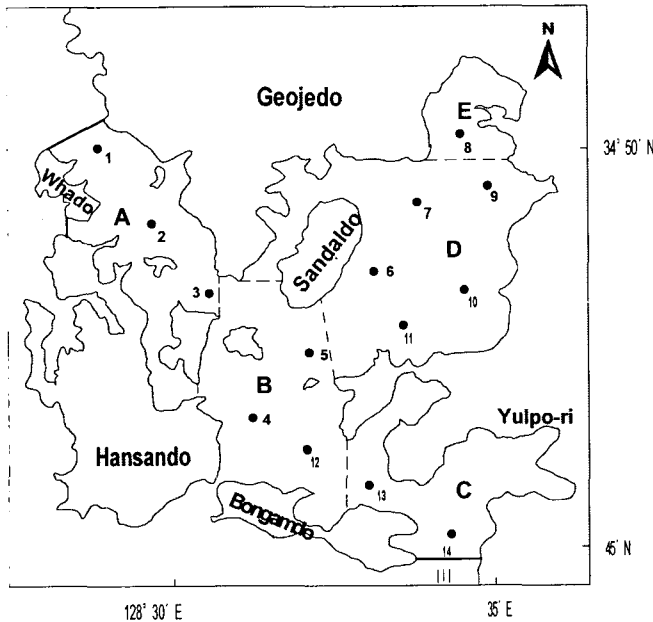 N
Geojedo
E
8
34° 50′ N
1
Whado
A
2
9
7
Sandaldo
D
6
3
10
11
5
B
4
Yulpo-ri
Hansando
12
13
C
Bongamdo
14
45′ N
128° 30′ E
35′ E